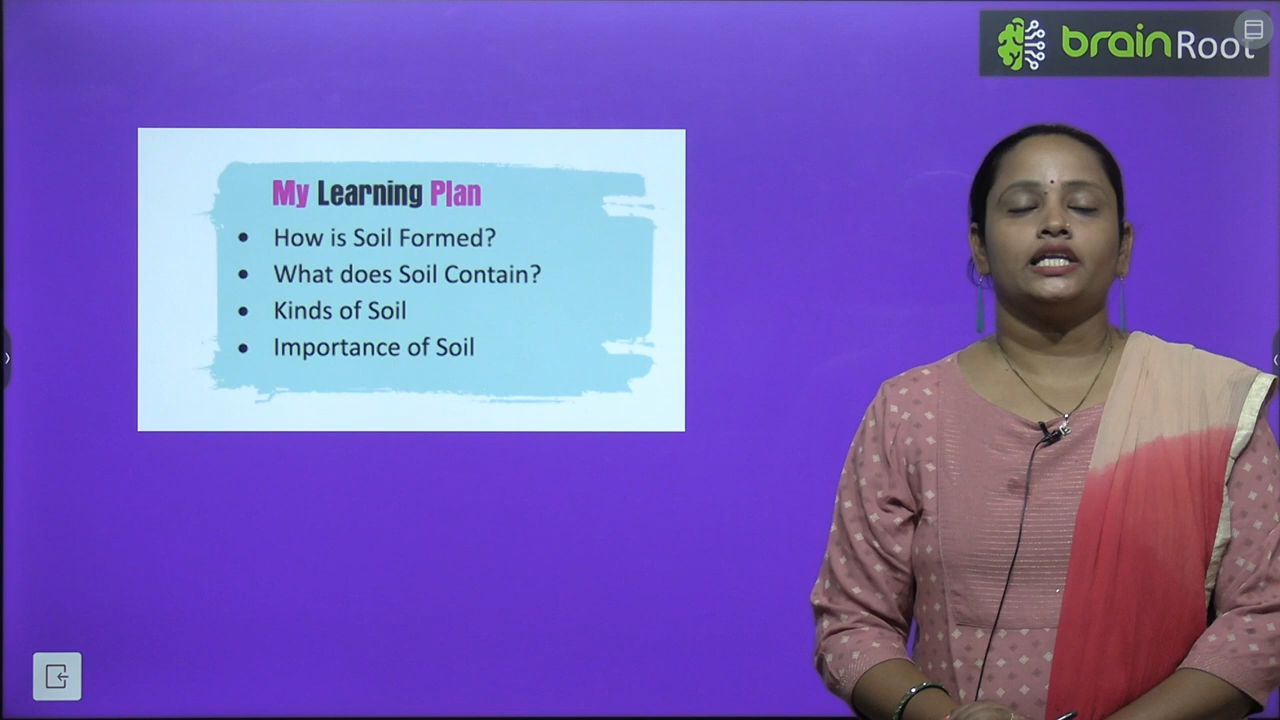 brainRoot
My Learning Plan
• How is Soil Formed?
• What does Soil Contain?
• Kinds of Soil
• Importance of Soil